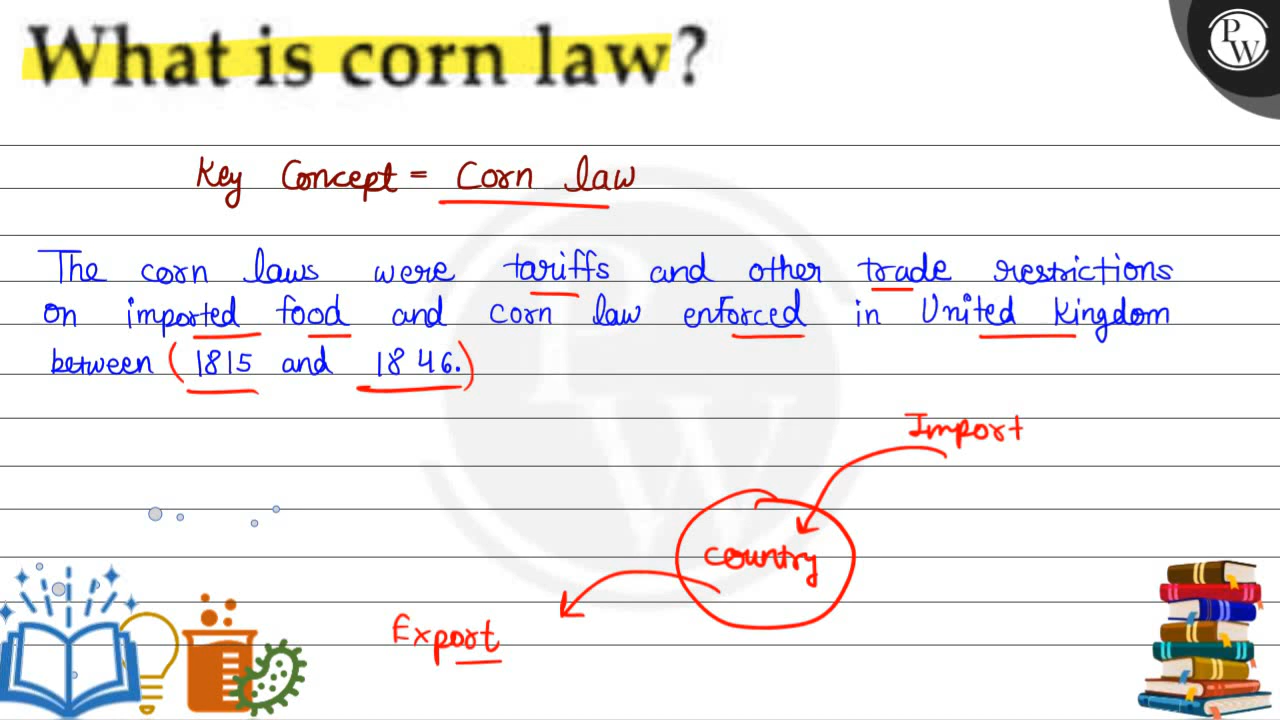 What is corn law?
PW
Key Concept = Corn law
The corn laws were tariffs and other trade restrictions
on imported food and corn law enforced in United Kingdom
between (1815 and 1846.)
Import
Country
Export